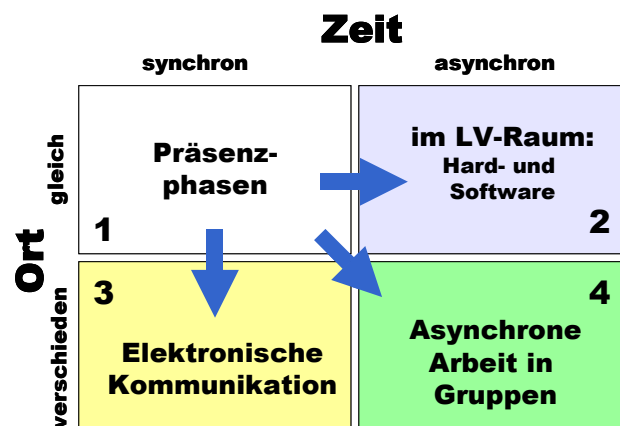 Zeit
synchron
asynchron
Ort
gleich
Präsenz-
phasen
1
im LV-Raum:
Hard- und
Software
2
verschieden
3
Elektronische
Kommunikation
4
Asynchrone
Arbeit in
Gruppen